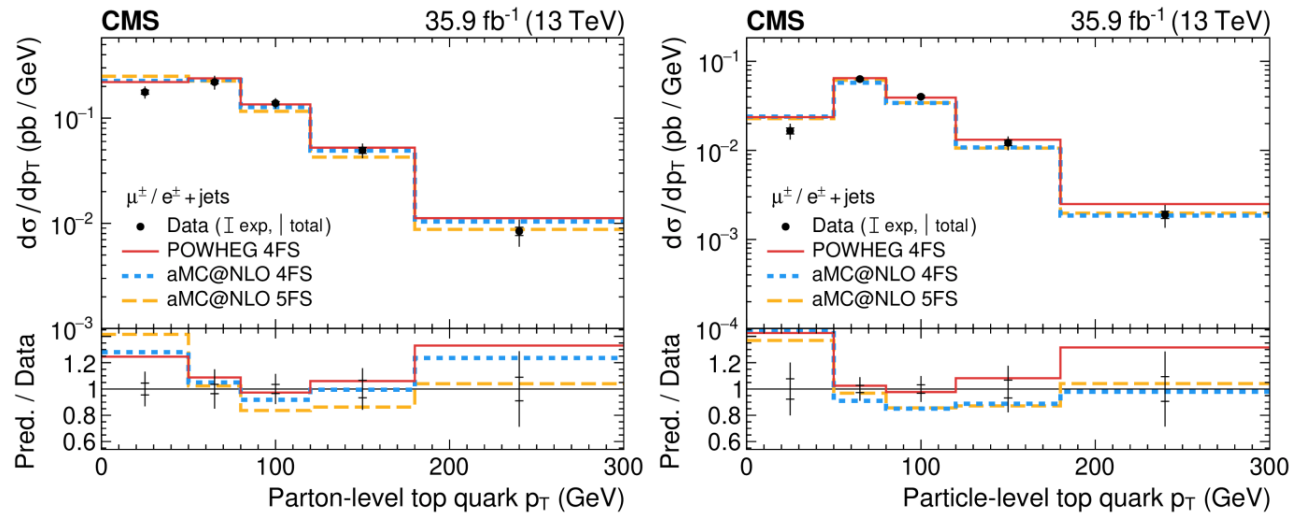 CMS 35.9 fb⁻¹ (13 TeV)
dσ / dp_T (pb / GeV)
10⁻¹
10⁻²
10⁻³
μ± / e± + jets
Data (I exp, | total)
POWHEG 4FS
aMC@NLO 4FS
aMC@NLO 5FS
Pred. / Data
1.2
1
0.8
0.6
0 100 200 300
Parton-level top quark p_T (GeV)
CMS 35.9 fb⁻¹ (13 TeV)
dσ / dp_T (pb / GeV)
10⁻¹
10⁻²
10⁻³
10⁻⁴
μ± / e± + jets
Data (I exp, | total)
POWHEG 4FS
aMC@NLO 4FS
aMC@NLO 5FS
Pred. / Data
1.2
1
0.8
0.6
0 100 200 300
Particle-level top quark p_T (GeV)